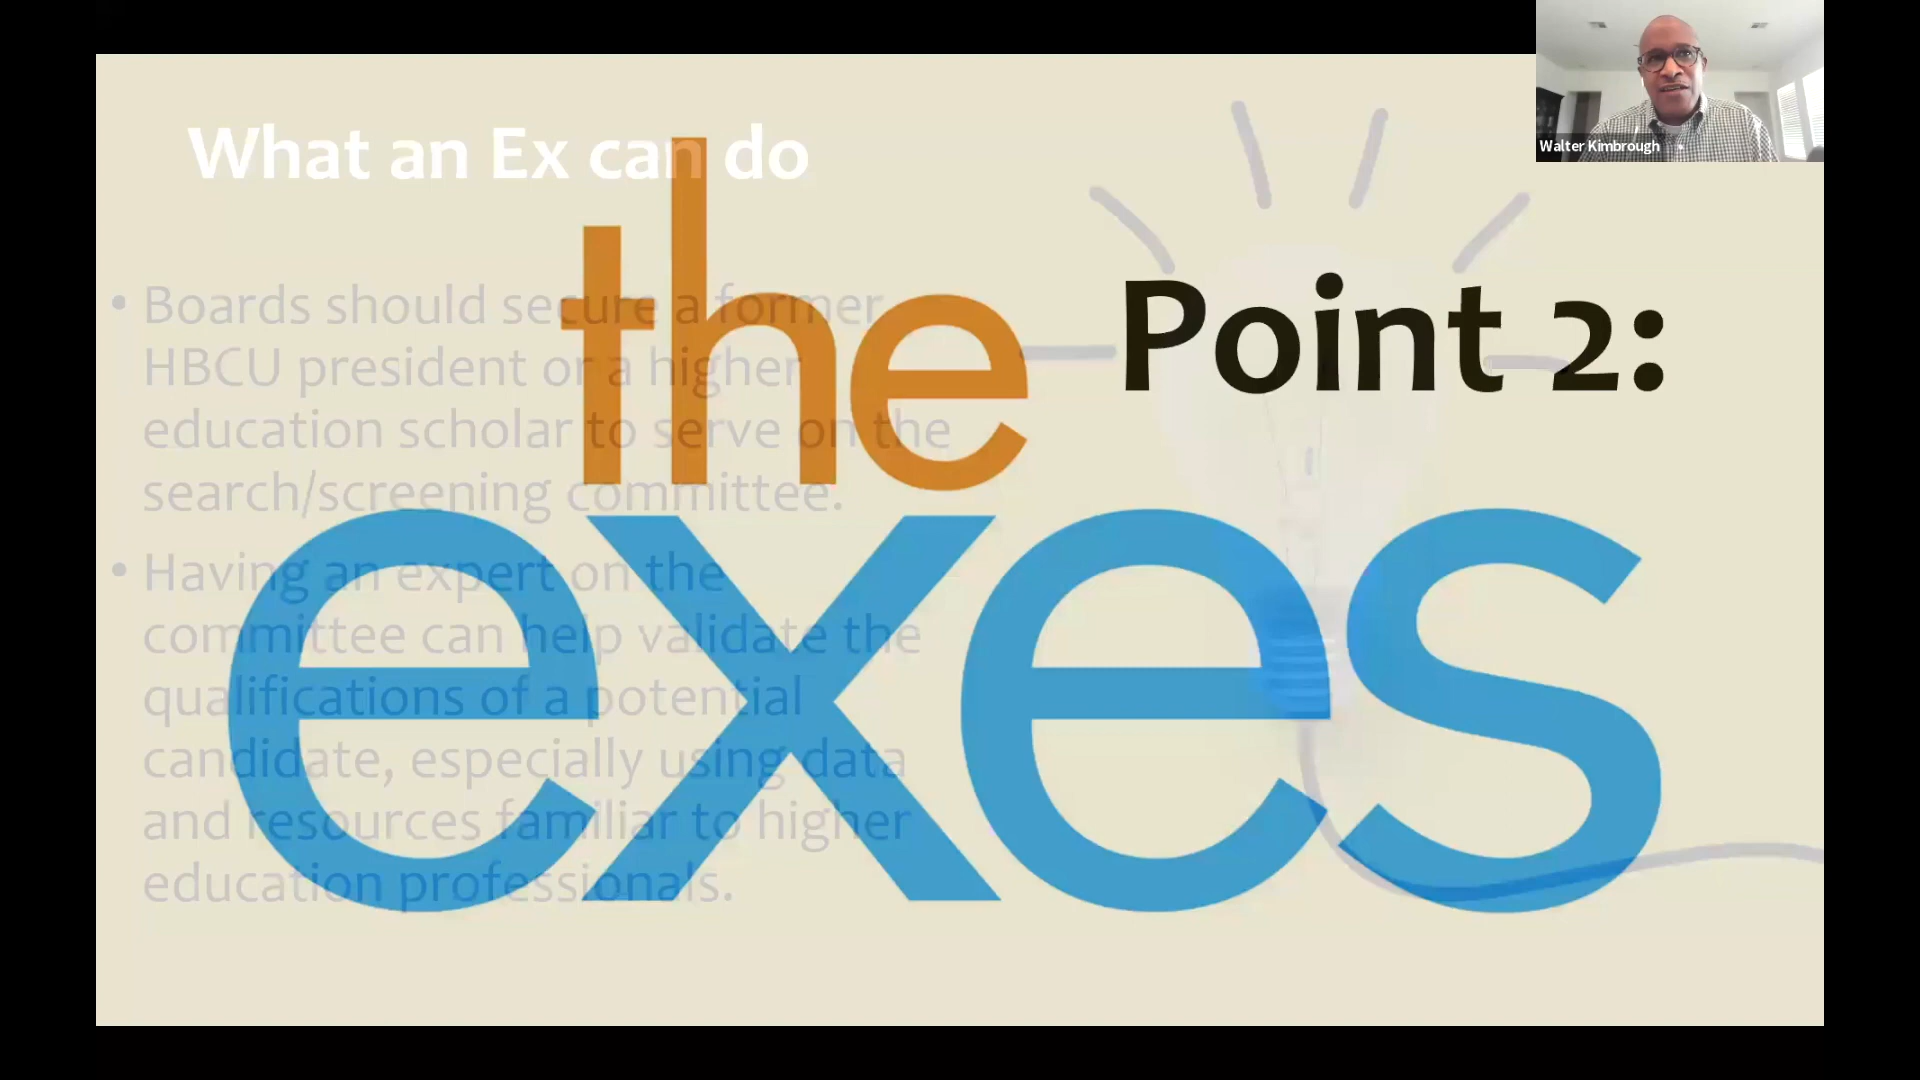 What an Ex can do
the
exes
Point 2:
• Boards should secure a former
HBCU president or a higher
education scholar to serve on the
search/screening committee.
• Having an expert on the
committee can help validate the
qualifications of a potential
candidate, especially using data
and resources familiar to higher
education professionals.
Walter Kimbrough